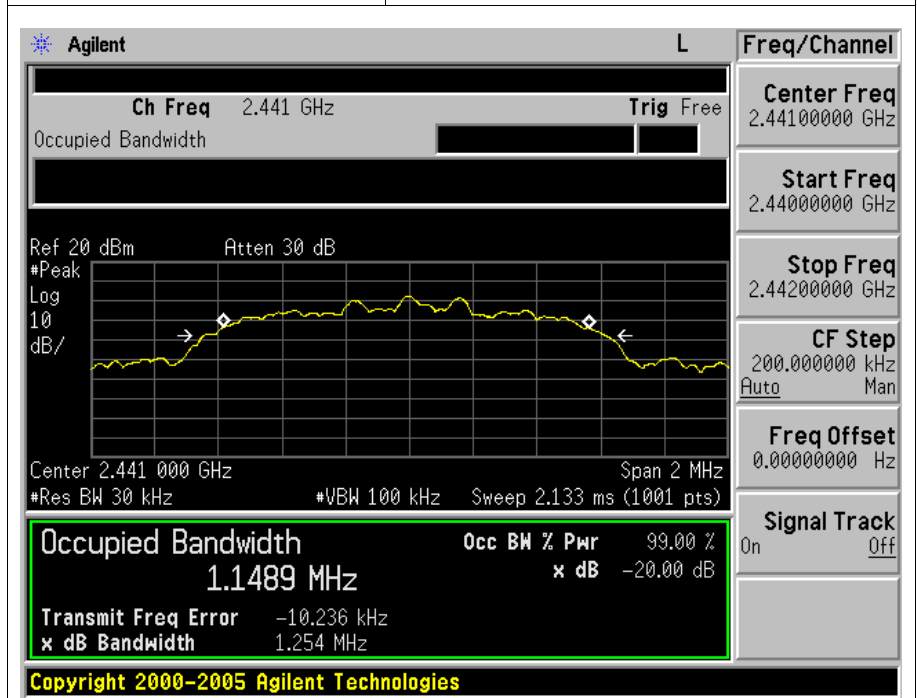 Agilent L Freq/Channel
Ch Freq 2.441 GHz Trig Free
Occupied Bandwidth
Center Freq
2.44100000 GHz
Start Freq
2.44000000 GHz
Stop Freq
2.44200000 GHz
CF Step
200.000000 kHz
Auto Man
Freq Offset
0.00000000 Hz
Signal Track
On Off
Ref 20 dBm Atten 30 dB
#Peak
Log
10
dB/
Center 2.441 000 GHz Span 2 MHz
#Res BW 30 kHz #VBW 100 kHz Sweep 2.133 ms (1001 pts)
Occupied Bandwidth Occ BW % Pwr 99.00 %
1.1489 MHz x dB -20.00 dB
Transmit Freq Error -10.236 kHz
x dB Bandwidth 1.254 MHz
Copyright 2000-2005 Agilent Technologies